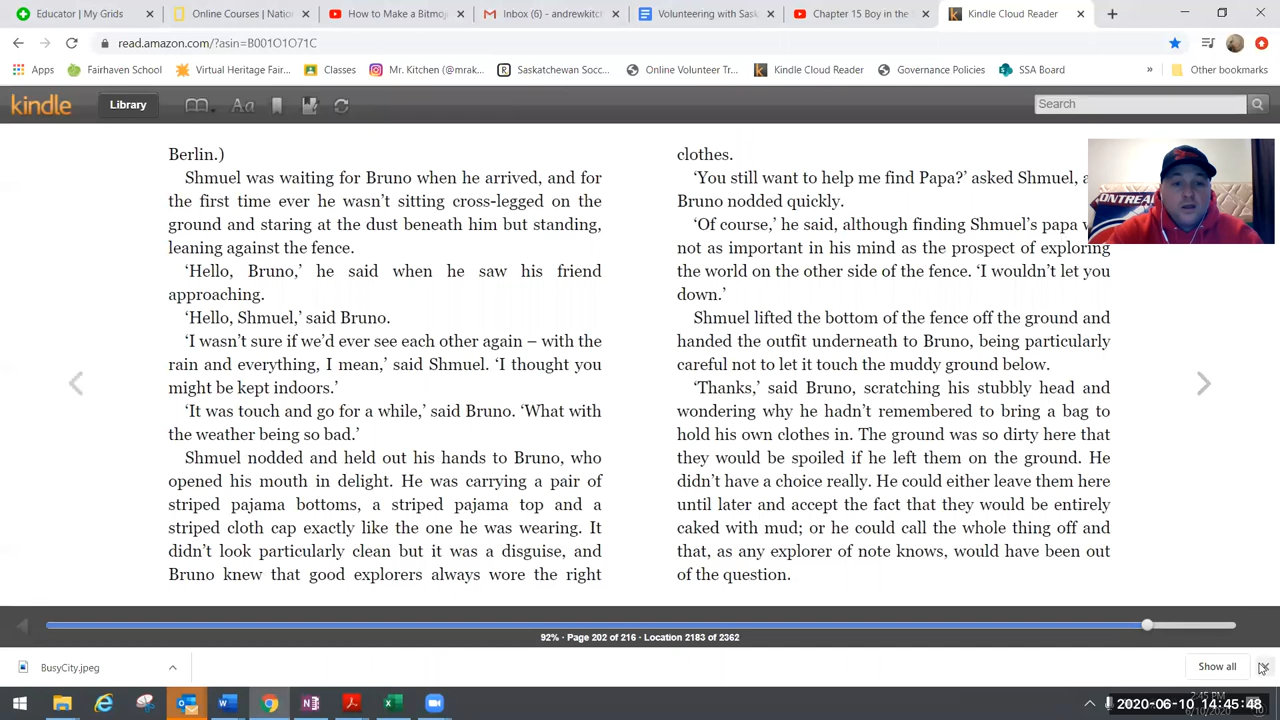 Educator | My Grids
Online Courses | Natio
How to Make a Bitmoj
Inbox (6) - andrewkitch
Volunteering with Sask
Chapter 15 Boy in the
Kindle Cloud Reader
read.amazon.com/?asin=B001O1O71C
Apps
Fairhaven School
Virtual Heritage Fair...
Classes
Mr. Kitchen (@mrak...
Saskatchewan Socc...
Online Volunteer Tr...
Kindle Cloud Reader
Governance Policies
SSA Board
»
Other bookmarks
kindle
Library
Aa
Search
Berlin.)
Shmuel was waiting for Bruno when he arrived, and for
the first time ever he wasn't sitting cross-legged on the
ground and staring at the dust beneath him but standing,
leaning against the fence.
'Hello, Bruno,' he said when he saw his friend
approaching.
'Hello, Shmuel,' said Bruno.
'I wasn't sure if we'd ever see each other again – with the
rain and everything, I mean,' said Shmuel. 'I thought you
might be kept indoors.'
'It was touch and go for a while,' said Bruno. 'What with
the weather being so bad.'
Shmuel nodded and held out his hands to Bruno, who
opened his mouth in delight. He was carrying a pair of
striped pajama bottoms, a striped pajama top and a
striped cloth cap exactly like the one he was wearing. It
didn't look particularly clean but it was a disguise, and
Bruno knew that good explorers always wore the right
clothes.
'You still want to help me find Papa?' asked Shmuel, a
Bruno nodded quickly.
'Of course,' he said, although finding Shmuel's papa w
not as important in his mind as the prospect of exploring
the world on the other side of the fence. 'I wouldn't let you
down.'
Shmuel lifted the bottom of the fence off the ground and
handed the outfit underneath to Bruno, being particularly
careful not to let it touch the muddy ground below.
'Thanks,' said Bruno, scratching his stubbly head and
wondering why he hadn't remembered to bring a bag to
hold his own clothes in. The ground was so dirty here that
they would be spoiled if he left them on the ground. He
didn't have a choice really. He could either leave them here
until later and accept the fact that they would be entirely
caked with mud; or he could call the whole thing off and
that, as any explorer of note knows, would have been out
of the question.
92% · Page 202 of 216 · Location 2183 of 2362
BusyCity.jpeg
Show all
2:45 PM
2020-06-10 14:45:48